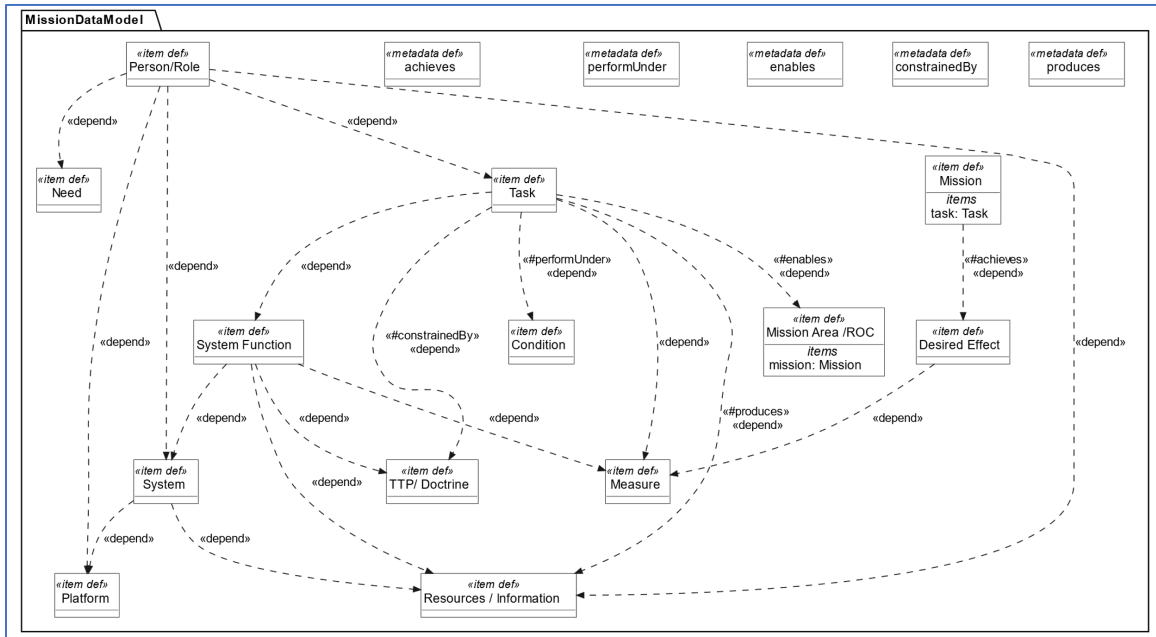 MissionDataModel
«item def»
Person/Role
«metadata def»
achieves
«metadata def»
performUnder
«metadata def»
enables
«metadata def»
constrainedBy
«metadata def»
produces
«depend»
«depend»
«item def»
Need
«item def»
Task
«item def»
Mission
items
task: Task
«depend»
«depend»
«#performUnder»
«depend»
«#enables»
«depend»
«#achieves»
«depend»
«item def»
System Function
«#constrainedBy»
«depend»
«item def»
Condition
«item def»
Mission Area /ROC
items
mission: Mission
«item def»
Desired Effect
«depend»
«depend»
«depend»
«depend»
«depend»
«depend»
«#produces»
«depend»
«depend»
«depend»
«item def»
System
«item def»
TTP/ Doctrine
«item def»
Measure
«depend»
«depend»
«item def»
Platform
«item def»
Resources / Information